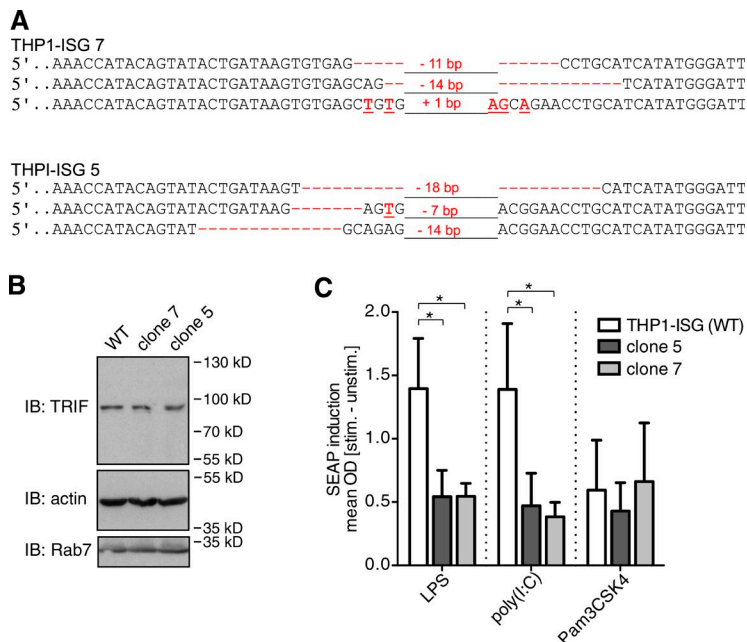 A
THP1-ISG 7
5'..AAACCATACAGTATACTGATAAGTGTGAG-----  - 11 bp  ------CCTGCATCATATGGGATT
5'..AAACCATACAGTATACTGATAAGTGTGAGCAG--  - 14 bp  ------------TCATATGGGATT
5'..AAACCATACAGTATACTGATAAGTGTGAGCTGTG  + 1 bp  AGCAGAACCTGCATCATATGGGATT
THPI-ISG 5
5'..AAACCATACAGTATACTGATAAGT----------  - 18 bp  ----------CATCATATGGGATT
5'..AAACCATACAGTATACTGATAAG-------AGTG  - 7 bp  ACGGAACCTGCATCATATGGGATT
5'..AAACCATACAGTAT--------------GCAGAG  - 14 bp  ACGGAACCTGCATCATATGGGATT
B
WT clone 7 clone 5
130 kD
IB: TRIF
100 kD
70 kD
55 kD
55 kD
IB: actin
35 kD
35 kD
IB: Rab7
C
SEAP induction
mean OD [stim. - unstim.]
2.0
1.5
1.0
0.5
0.0
* * * *
THP1-ISG (WT)
clone 5
clone 7
LPS poly(I:C) Pam3CSK4